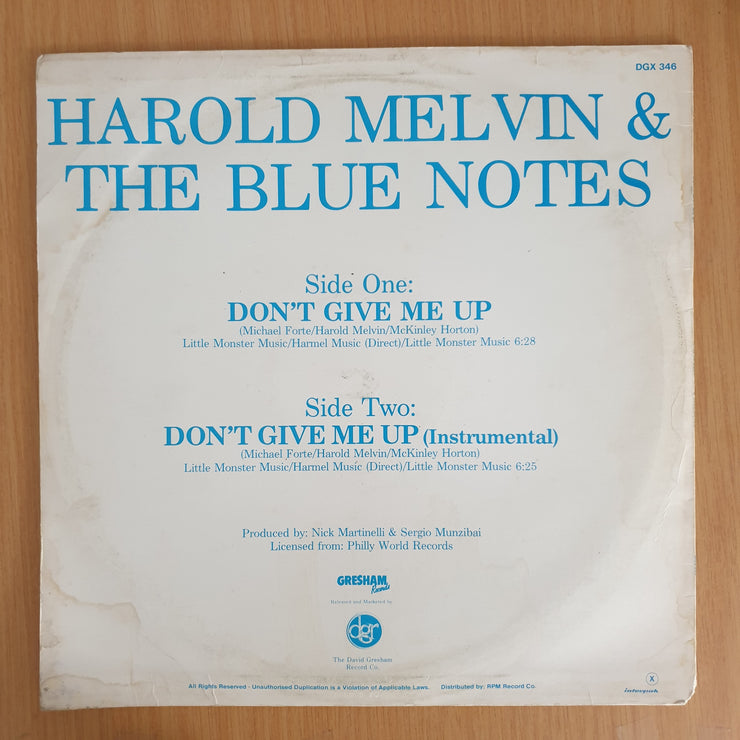 DGX 346
HAROLD MELVIN &
THE BLUE NOTES
Side One:
DON'T GIVE ME UP
(Michael Forte/Harold Melvin/McKinley Horton)
Little Monster Music/Harmel Music (Direct)/Little Monster Music 6:28
Side Two:
DON'T GIVE ME UP (Instrumental)
(Michael Forte/Harold Melvin/McKinley Horton)
Little Monster Music/Harmel Music (Direct)/Little Monster Music 6:25
Produced by: Nick Martinelli & Sergio Munzibai
Licensed from: Philly World Records
GRESHAM
Records
Released and Marketed by
dgr
The David Gresham
Record Co.
All Rights Reserved - Unauthorised Duplication is a Violation of Applicable Laws. Distributed by: RPM Record Co.
X
interpak